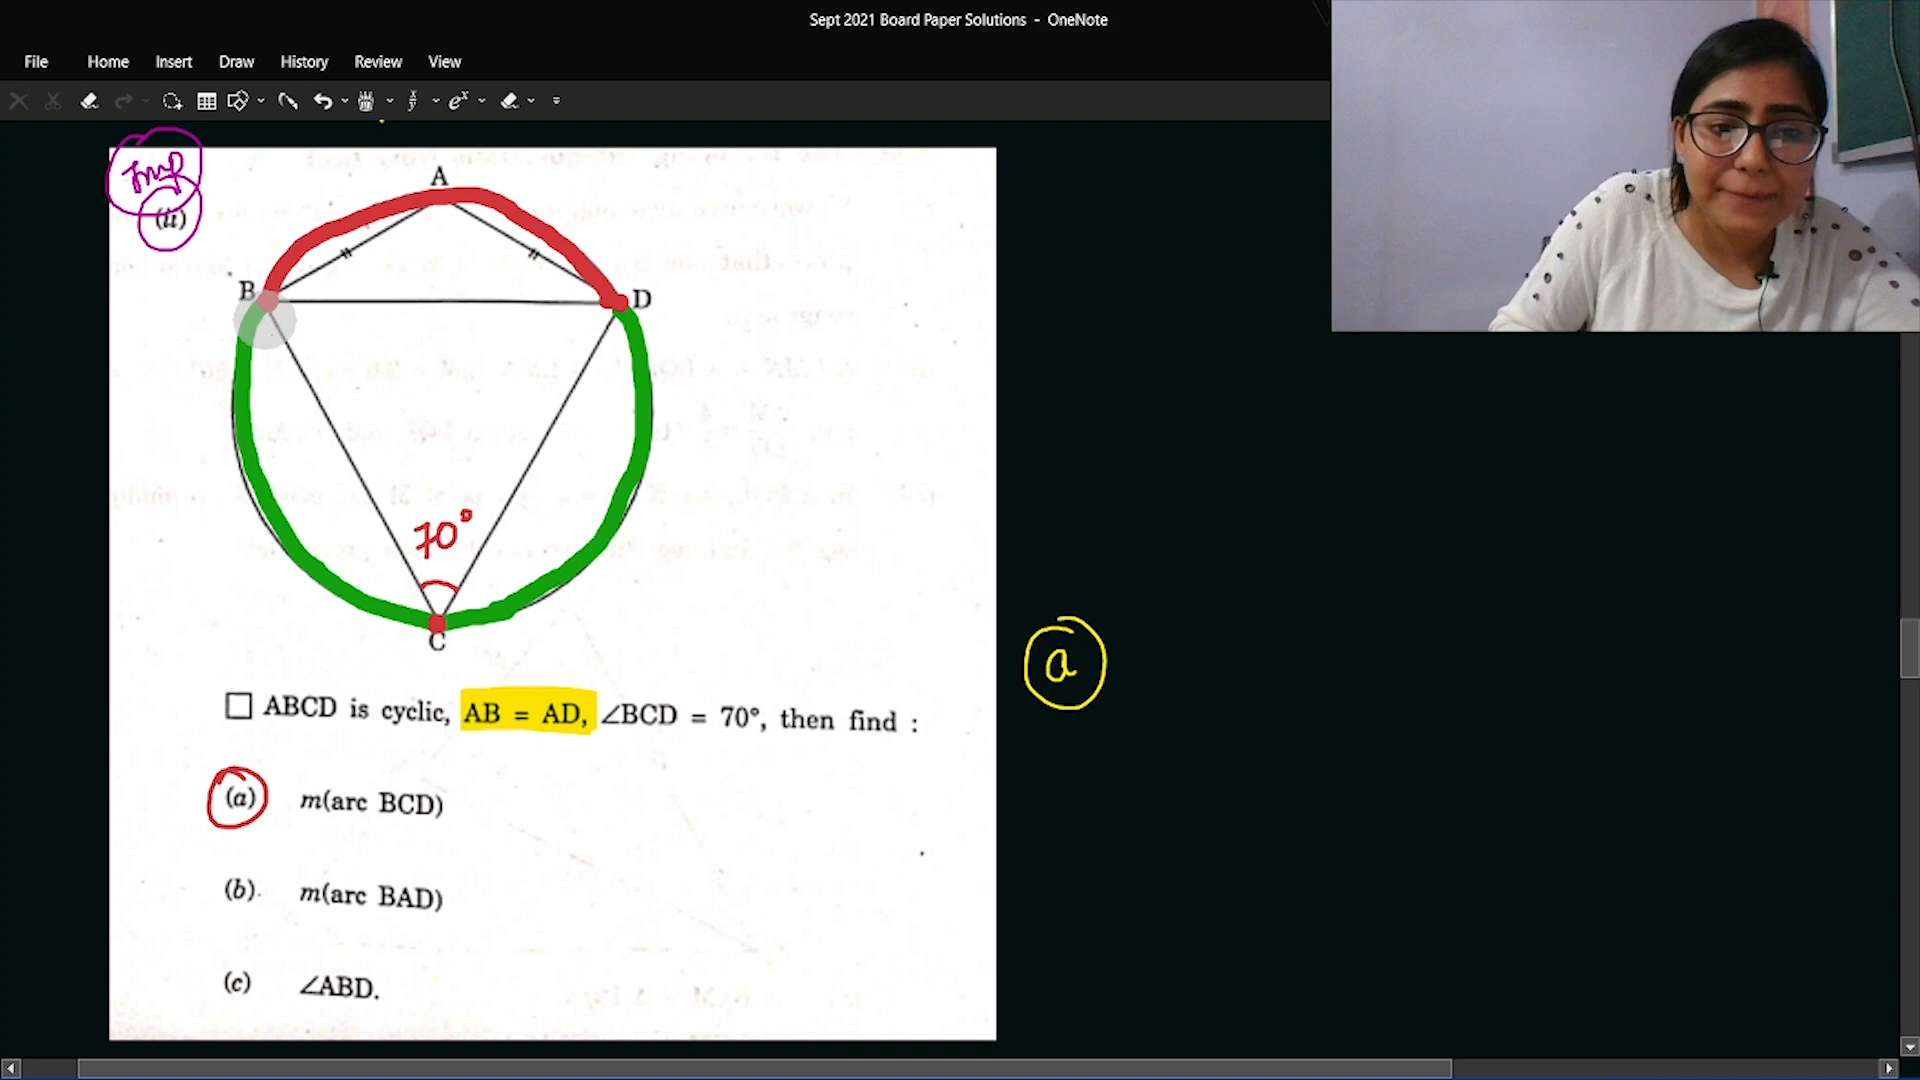 Sept 2021 Board Paper Solutions - OneNote
File Home Insert Draw History Review View
Imp
(ii)
A
B
D
70°
C
a
□ ABCD is cyclic, AB = AD, ∠BCD = 70°, then find :
(a) m(arc BCD)
(b). m(arc BAD)
(c) ∠ABD.